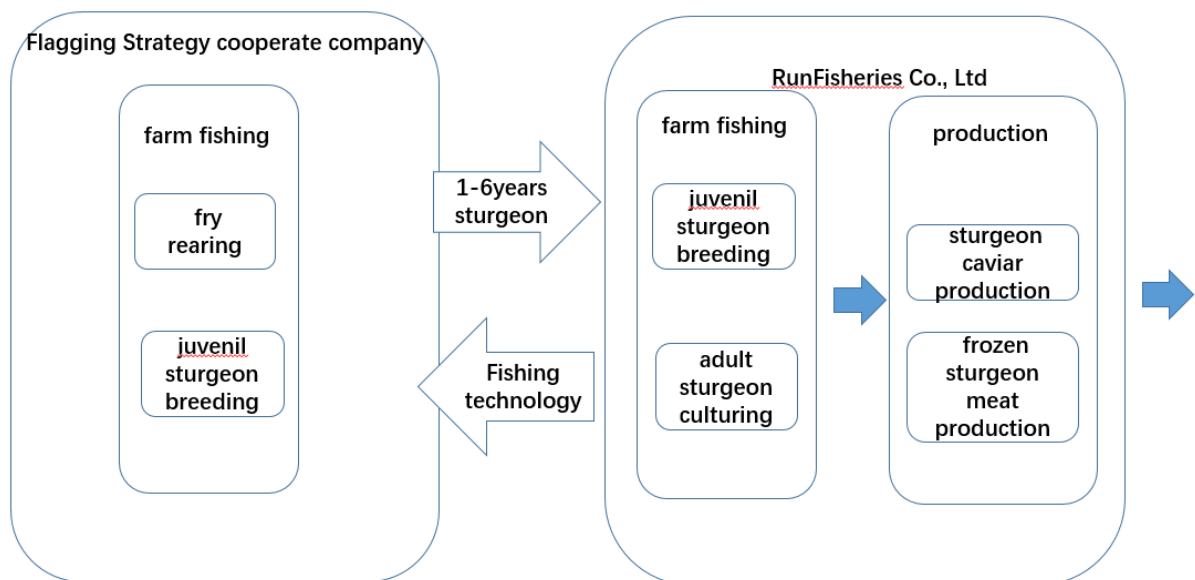 Flagging Strategy cooperate company
farm fishing
fry
rearing
juvenil
sturgeon
breeding
1-6years
sturgeon
Fishing
technology
RunFisheries Co., Ltd
farm fishing
juvenil
sturgeon
breeding
adult
sturgeon
culturing
production
sturgeon
caviar
production
frozen
sturgeon
meat
production